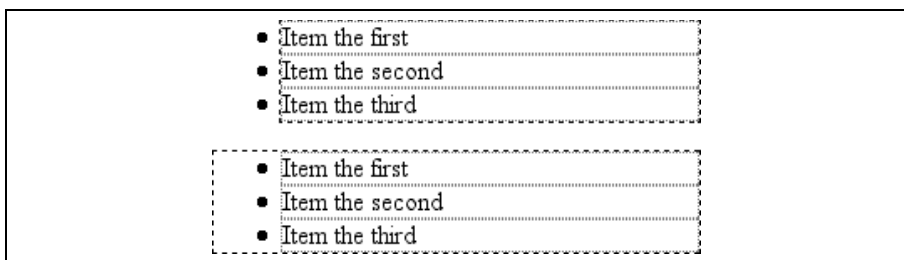 • Item the first
• Item the second
• Item the third
• Item the first
• Item the second
• Item the third